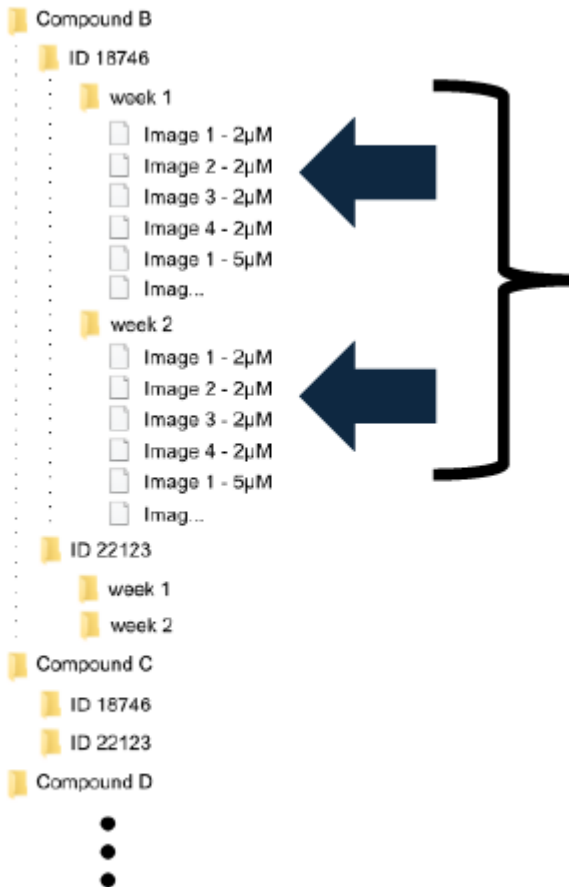 Compound B
ID 18746
week 1
Image 1 - 2µM
Image 2 - 2µM
Image 3 - 2µM
Image 4 - 2µM
Image 1 - 5µM
Imag...
week 2
Image 1 - 2µM
Image 2 - 2µM
Image 3 - 2µM
Image 4 - 2µM
Image 1 - 5µM
Imag...
ID 22123
week 1
week 2
Compound C
ID 18746
ID 22123
Compound D